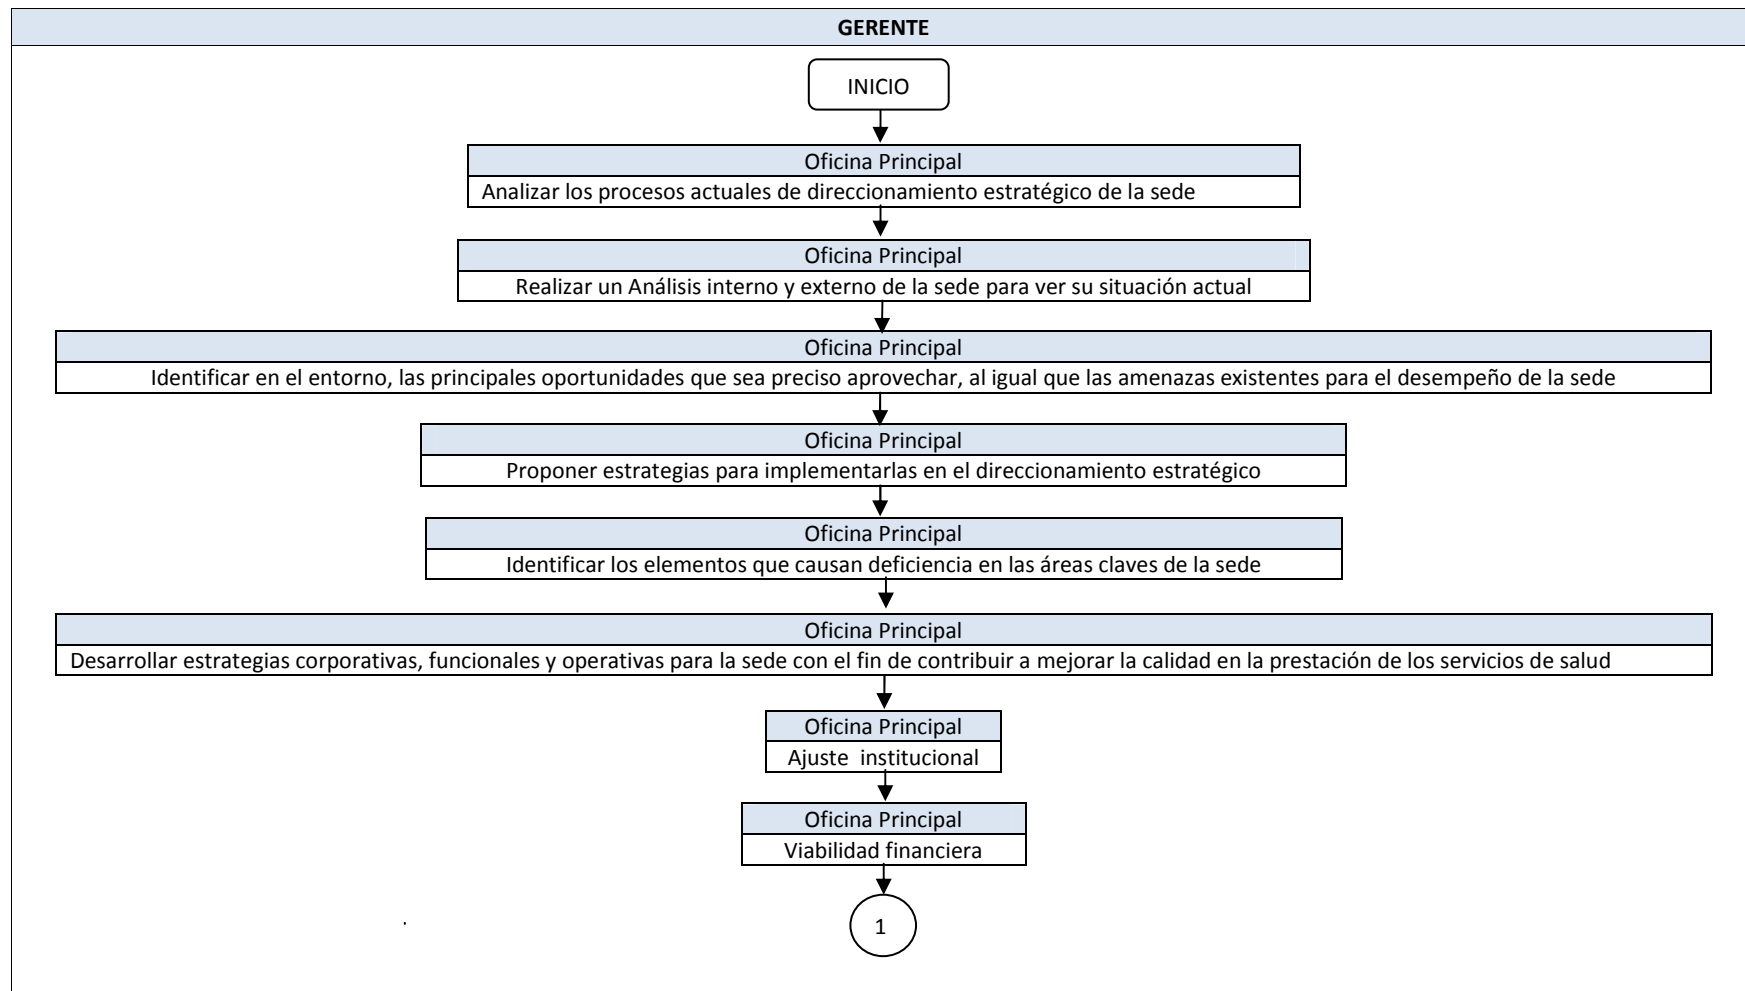 GERENTE
INICIO
Oficina Principal
Analizar los procesos actuales de direccionamiento estratégico de la sede
Oficina Principal
Realizar un Análisis interno y externo de la sede para ver su situación actual
Oficina Principal
Identificar en el entorno, las principales oportunidades que sea preciso aprovechar, al igual que las amenazas existentes para el desempeño de la sede
Oficina Principal
Proponer estrategias para implementarlas en el direccionamiento estratégico
Oficina Principal
Identificar los elementos que causan deficiencia en las áreas claves de la sede
Oficina Principal
Desarrollar estrategias corporativas, funcionales y operativas para la sede con el fin de contribuir a mejorar la calidad en la prestación de los servicios de salud
Oficina Principal
Ajuste  institucional
Oficina Principal
Viabilidad financiera
.
1